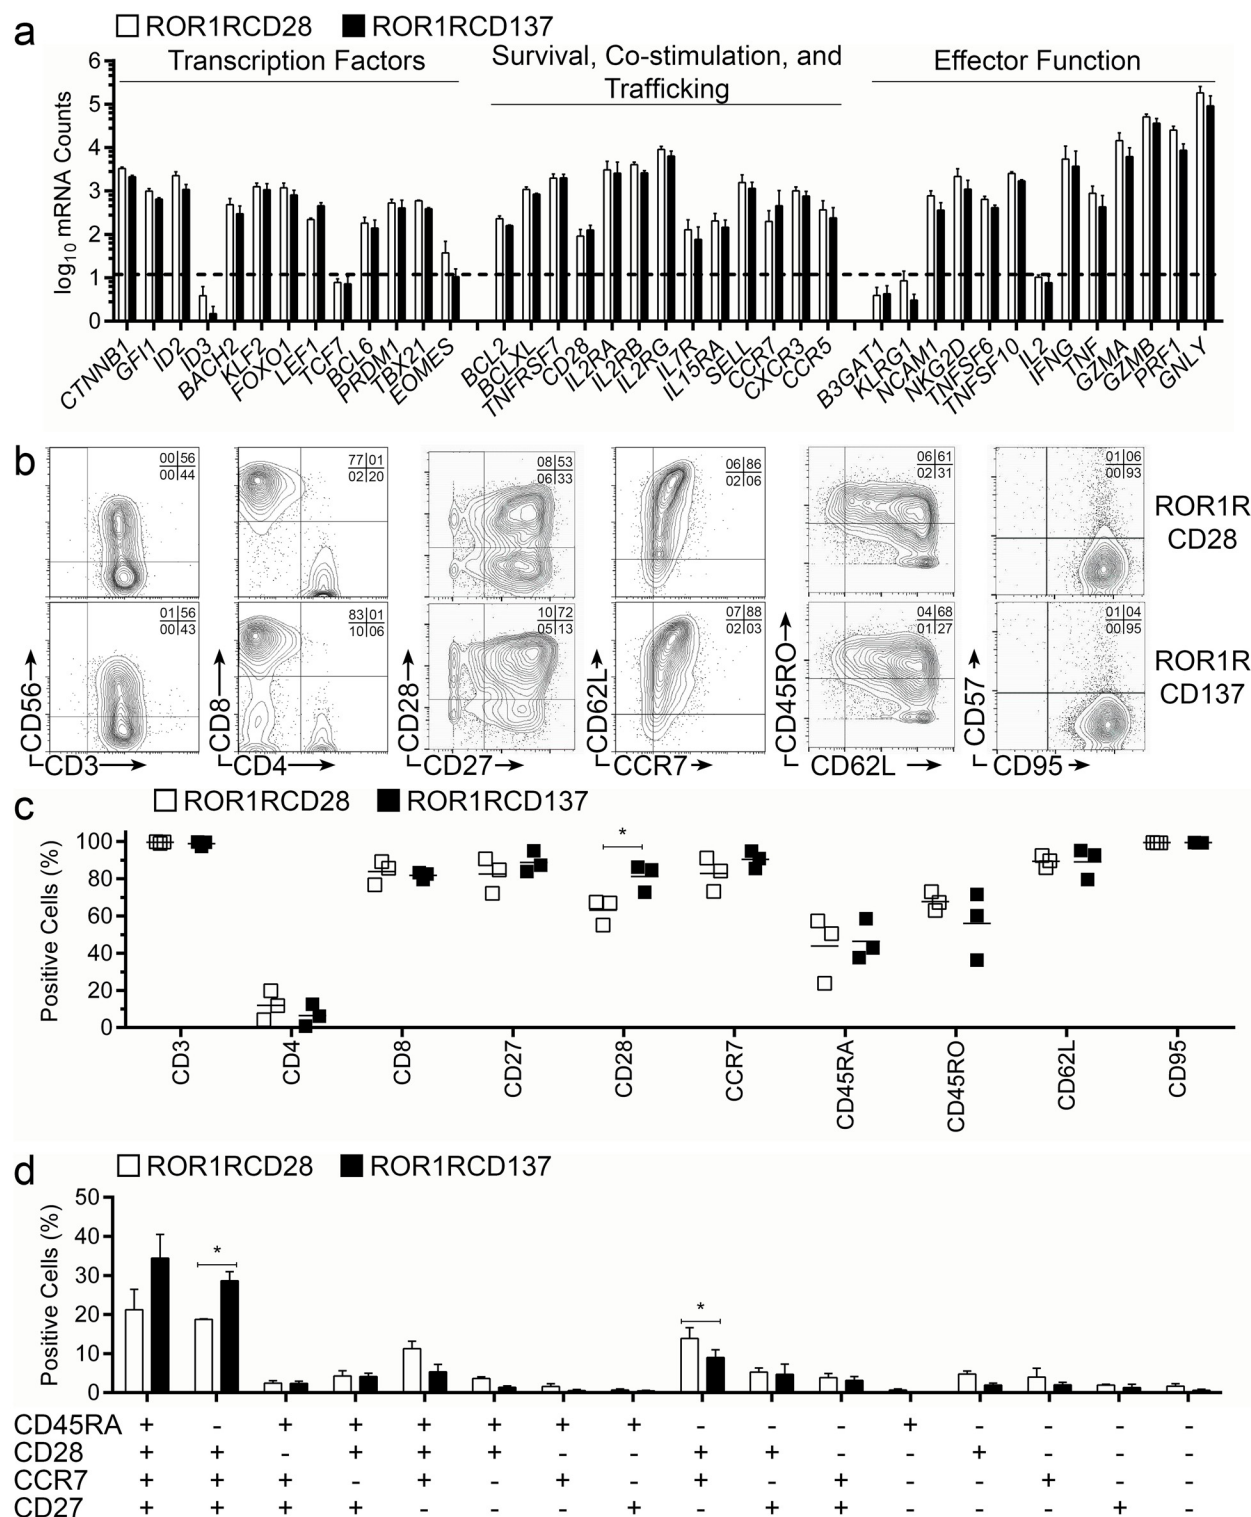 a
ROR1RCD28 ROR1RCD137
Transcription Factors
Survival, Co-stimulation, and
Trafficking
Effector Function
log10 mRNA Counts
6
5
4
3
2
1
0
CTNNB1 GFI1 ID2 ID3 BACH2 KLF2 FOXO1 LEF1 TCF7 BCL6 PRDM1 TBX21 EOMES BCL2 BCLXL TNFRSF7 CD28 IL2RA IL2RB IL2RG IL7R IL15RA SELL CCR7 CXCR3 CCR5 B3GAT1 KLRG1 NCAM1 NKG2D TNFSF6 TNFSF10 IL2 IFNG TNF GZMA GZMB PRF1 GNLY
b
00|56 77|01 08|53 06|86 06|61 01|06
00|44 02|20 06|33 02|06 02|31 00|93
ROR1R
CD28
01|56 83|01 10|72 07|88 04|68 01|04
00|43 10|06 05|13 02|03 01|27 00|95
ROR1R
CD137
CD56 CD8 CD28 CD62L CD45RO CD57
CD3 CD4 CD27 CCR7 CD62L CD95
c
ROR1RCD28 ROR1RCD137
Positive Cells (%)
100
80
60
40
20
0
*
CD3 CD4 CD8 CD27 CD28 CCR7 CD45RA CD45RO CD62L CD95
d
ROR1RCD28 ROR1RCD137
Positive Cells (%)
50
40
30
20
10
0
* *
CD45RA + - + + + + + + - - - + - - - -
CD28 + + - + + + - - + + - - + - - -
CCR7 + + + - + - + - + - + - - + - -
CD27 + + + + - - - + - + + - - - + -